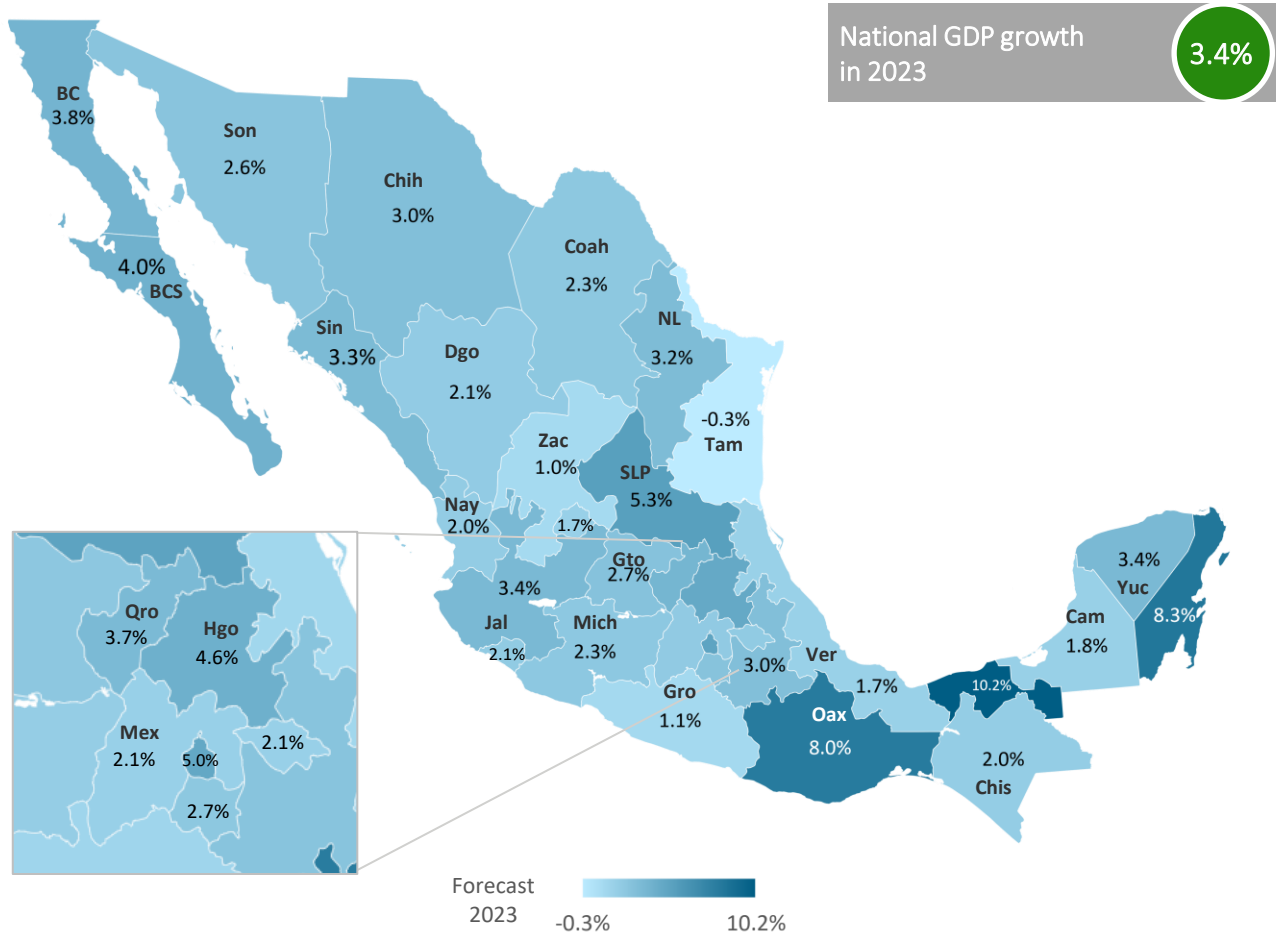 National GDP growth
in 2023
3.4%
BC
3.8%
Son
2.6%
Chih
3.0%
Coah
2.3%
4.0%
BCS
NL
3.2%
Sin
3.3%
Dgo
2.1%
-0.3%
Tam
Zac
1.0%
SLP
5.3%
Nay
2.0%
1.7%
Gto
2.7%
3.4%
Jal
2.1%
Mich
2.3%
3.0%
Ver
1.7%
Gro
1.1%
Oax
8.0%
10.2%
Chis
2.0%
Cam
1.8%
3.4%
Yuc
8.3%
Qro
3.7%
Hgo
4.6%
Mex
2.1%
5.0%
2.1%
2.7%
Forecast
2023
-0.3%
10.2%